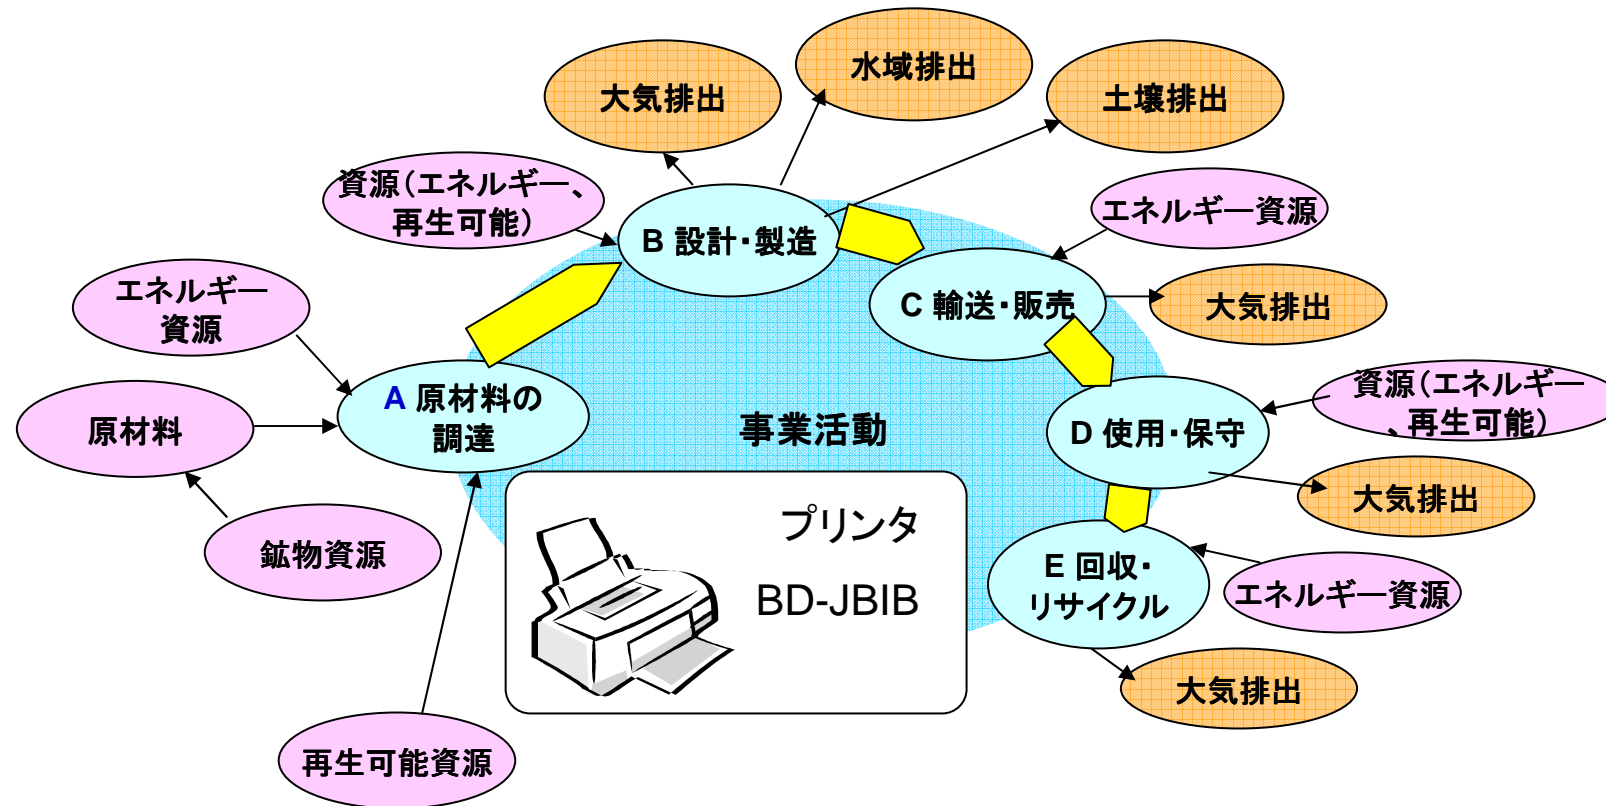 水域排出
大気排出
土壌排出
資源(エネルギー、
再生可能)
エネルギー資源
B 設計・製造
エネルギー
資源
C 輸送・販売
大気排出
A 原材料の
調達
原材料
事業活動
D 使用・保守
資源(エネルギー
、再生可能)
大気排出
プリンタ
BD-JBIB
鉱物資源
E 回収・
リサイクル
エネルギー資源
大気排出
再生可能資源